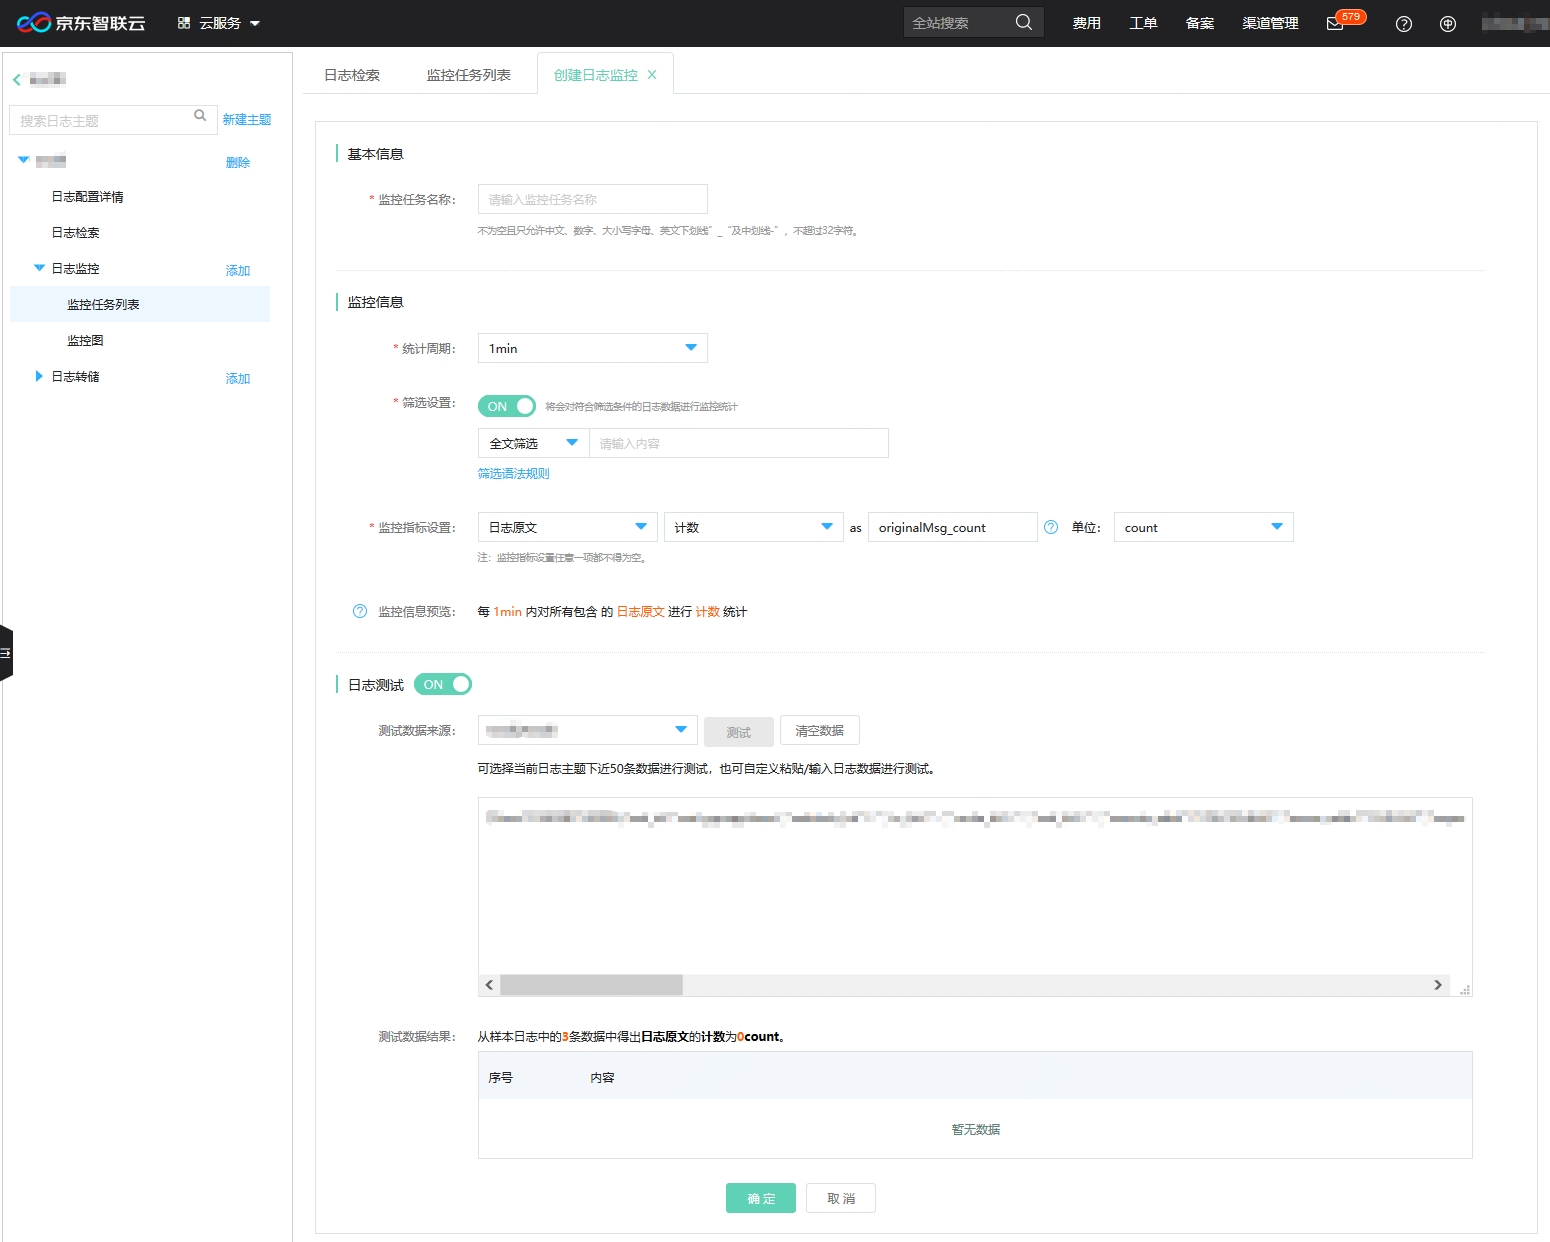 京东智联云 云服务 全站搜索 费用 工单 备案 渠道管理 579
日志检索 监控任务列表 创建日志监控
搜索日志主题 新建主题
删除
日志配置详情
日志检索
日志监控 添加
监控任务列表
监控图
日志转储 添加
基本信息
* 监控任务名称: 请输入监控任务名称
不为空且只允许中文、数字、大小写字母、英文下划线”_“及中划线-”，不超过32字符。
监控信息
* 统计周期: 1min
* 筛选设置: ON 将会对符合筛选条件的日志数据进行监控统计
全文筛选 请输入内容
筛选语法规则
* 监控指标设置: 日志原文 计数 as originalMsg_count 单位: count
注: 监控指标设置任意一项都不得为空。
监控信息预览: 每 1min 内对所有包含 的 日志原文 进行 计数 统计
日志测试 ON
测试数据来源: 测试 清空数据
可选择当前日志主题下近50条数据进行测试，也可自定义粘贴/输入日志数据进行测试。
测试数据结果: 从样本日志中的3条数据中得出日志原文的计数为0count。
序号 内容
暂无数据
确定 取消